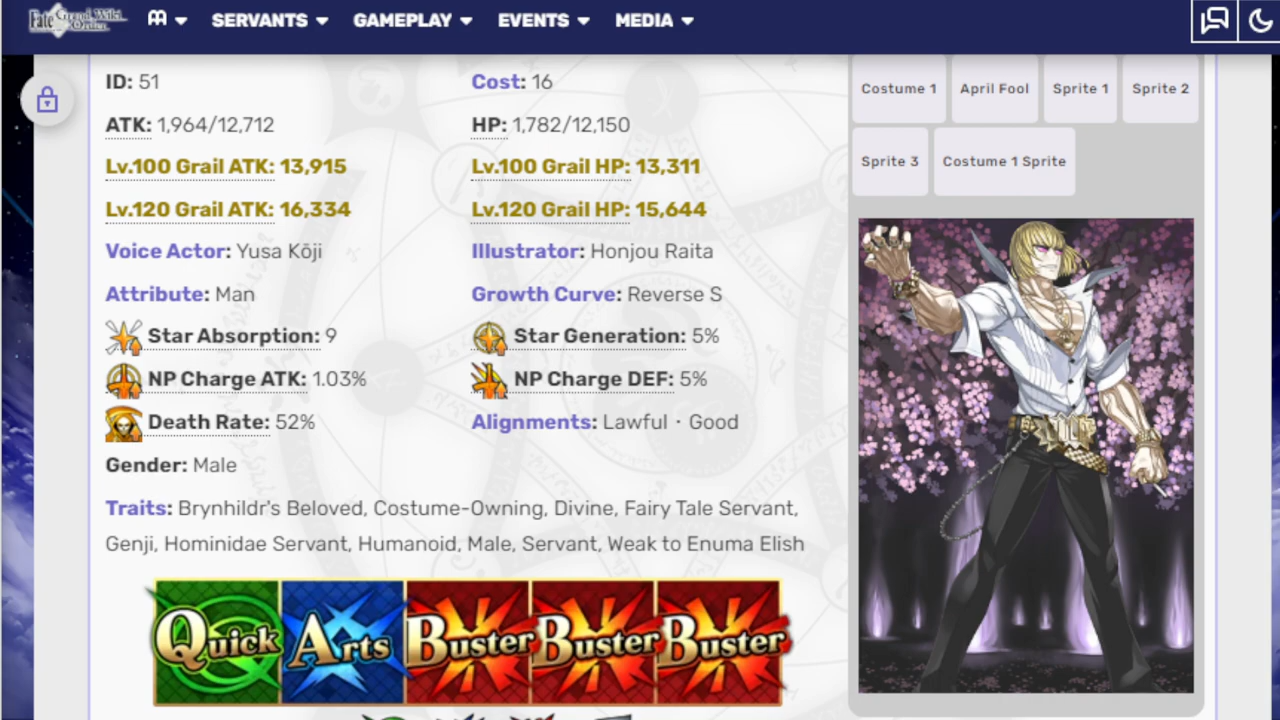 Fate Grand Order Wiki
SERVANTS
GAMEPLAY
EVENTS
MEDIA
ID: 51
Cost: 16
ATK: 1,964/12,712
HP: 1,782/12,150
Lv.100 Grail ATK: 13,915
Lv.100 Grail HP: 13,311
Lv.120 Grail ATK: 16,334
Lv.120 Grail HP: 15,644
Voice Actor: Yusa Kōji
Illustrator: Honjou Raita
Attribute: Man
Growth Curve: Reverse S
Star Absorption: 9
Star Generation: 5%
NP Charge ATK: 1.03%
NP Charge DEF: 5%
Death Rate: 52%
Alignments: Lawful · Good
Gender: Male
Traits: Brynhildr's Beloved, Costume-Owning, Divine, Fairy Tale Servant,
Genji, Hominidae Servant, Humanoid, Male, Servant, Weak to Enuma Elish
Quick Arts Buster Buster Buster
Costume 1
April Fool
Sprite 1
Sprite 2
Sprite 3
Costume 1 Sprite